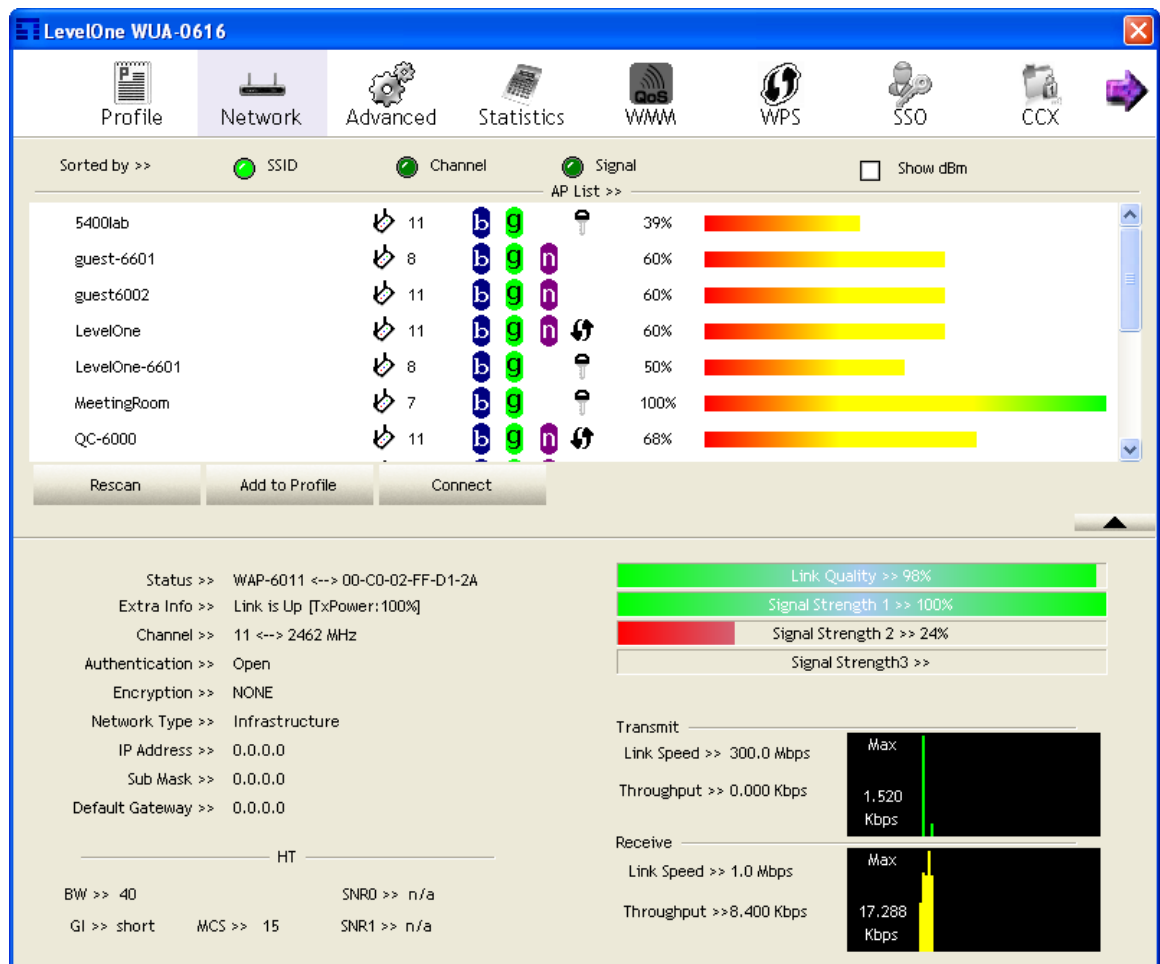 LevelOne WUA-0616
Profile Network Advanced Statistics QoS WMM WPS SSO CCX
Sorted by >> SSID Channel Signal Show dBm
AP List >>
5400lab 11 b g 39%
guest-6601 8 b g n 60%
guest6002 11 b g n 60%
LevelOne 11 b g n 60%
LevelOne-6601 8 b g 50%
MeetingRoom 7 b g 100%
QC-6000 11 b g n 68%
Rescan Add to Profile Connect
Status >> WAP-6011 <--> 00-C0-02-FF-D1-2A
Extra Info >> Link is Up [TxPower:100%]
Channel >> 11 <--> 2462 MHz
Authentication >> Open
Encryption >> NONE
Network Type >> Infrastructure
IP Address >> 0.0.0.0
Sub Mask >> 0.0.0.0
Default Gateway >> 0.0.0.0
HT
BW >> 40 SNR0 >> n/a
GI >> short MCS >> 15 SNR1 >> n/a
Link Quality >> 98%
Signal Strength 1 >> 100%
Signal Strength 2 >> 24%
Signal Strength3 >>
Transmit
Link Speed >> 300.0 Mbps
Throughput >> 0.000 Kbps
Max
1.520
Kbps
Receive
Link Speed >> 1.0 Mbps
Throughput >>8.400 Kbps
Max
17.288
Kbps